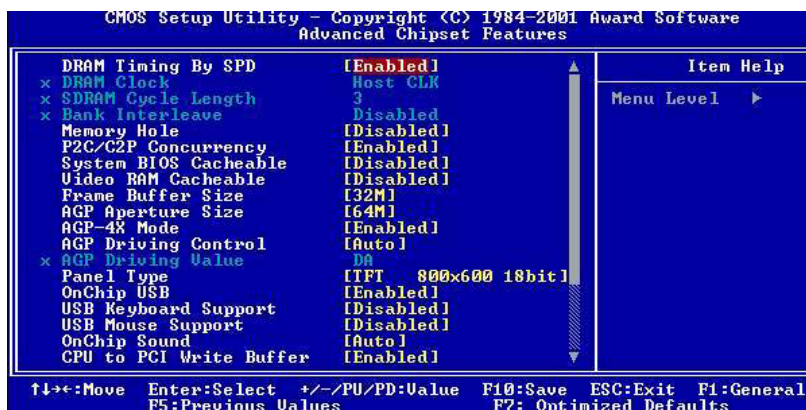 CMOS Setup Utility - Copyright (C) 1984-2001 Award Software
Advanced Chipset Features
DRAM Timing By SPD [Enabled]
x DRAM Clock Host CLK
x SDRAM Cycle Length 3
x Bank Interleave Disabled
Memory Hole [Disabled]
P2C/C2P Concurrency [Enabled]
System BIOS Cacheable [Disabled]
Video RAM Cacheable [Disabled]
Frame Buffer Size [32M]
AGP Aperture Size [64M]
AGP-4X Mode [Enabled]
AGP Driving Control [Auto]
x AGP Driving Value DA
Panel Type [TFT 800x600 18bit]
OnChip USB [Enabled]
USB Keyboard Support [Disabled]
USB Mouse Support [Disabled]
OnChip Sound [Auto]
CPU to PCI Write Buffer [Enabled]
Item Help
Menu Level ▶
↑↓→←:Move Enter:Select +/-/PU/PD:Value F10:Save ESC:Exit F1:General
F5:Previous Values F7: Optimized Defaults